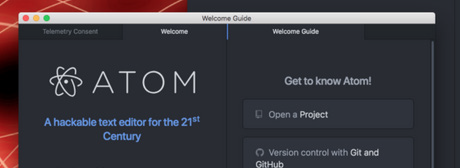 Welcome Guide
Telemetry Consent
Welcome
Welcome Guide
ATOM
A hackable text editor for the 21st
Century
Get to know Atom!
Open a Project
Version control with Git and
GitHub